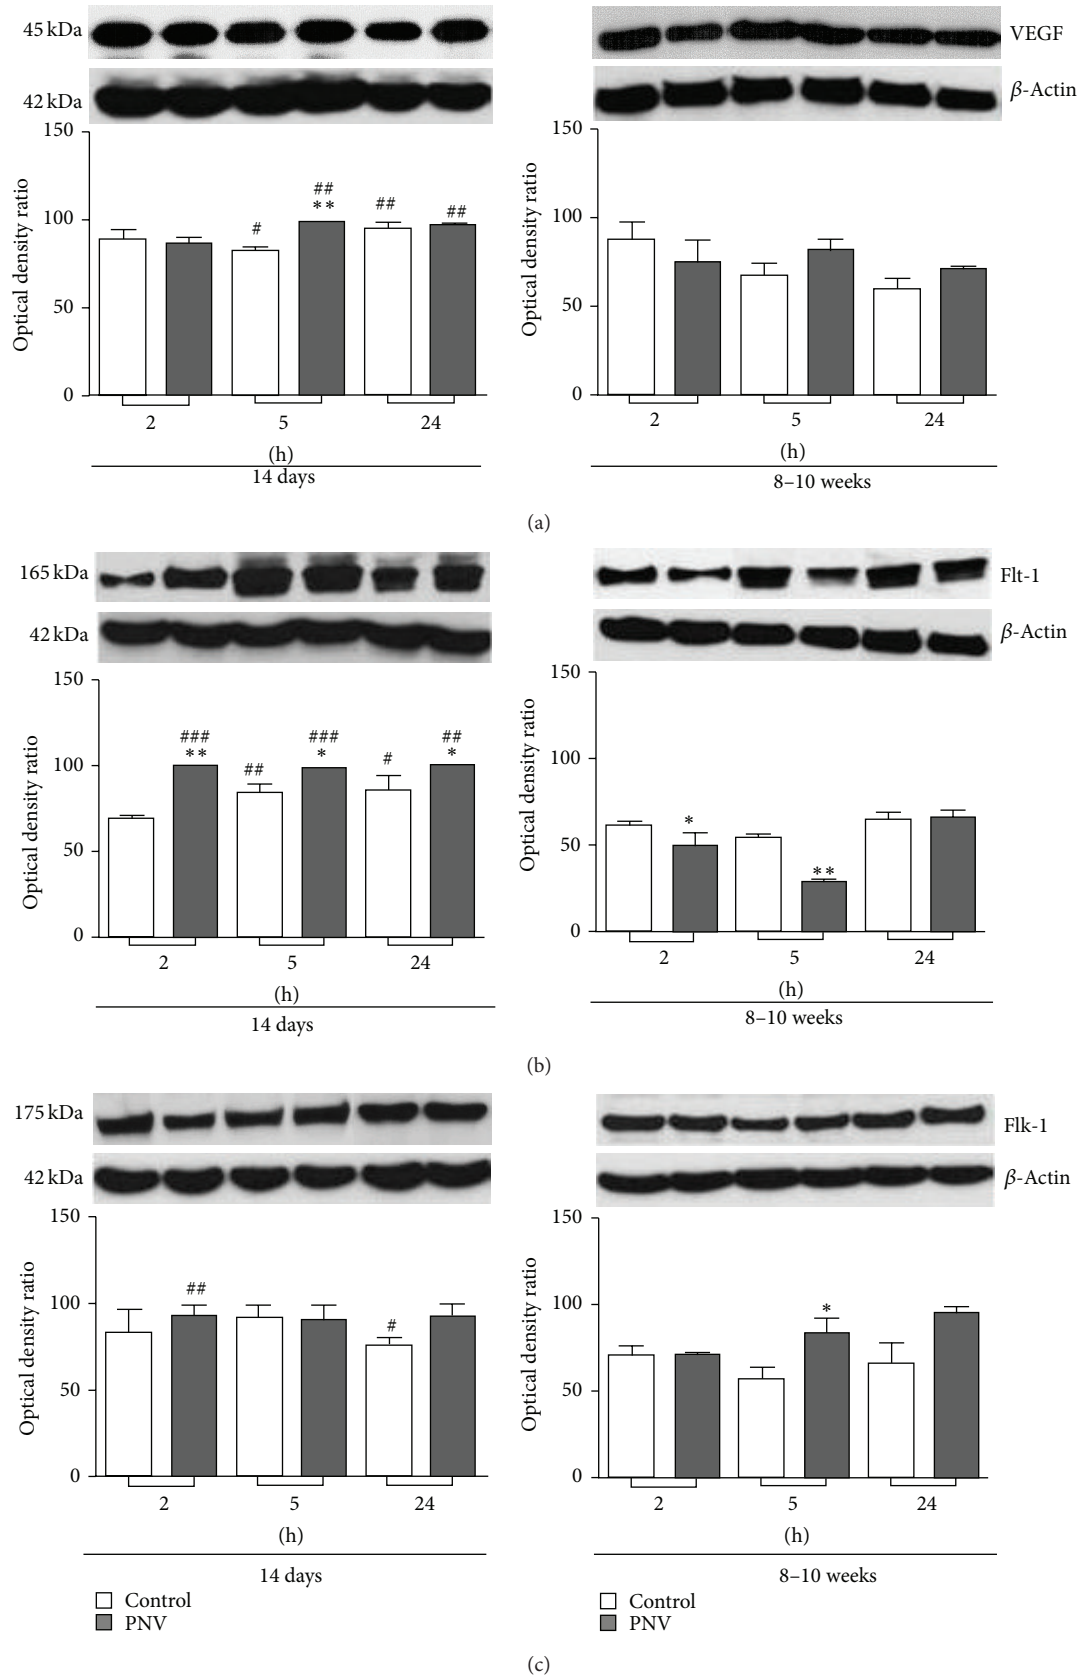 45 kDa
VEGF
42 kDa
β-Actin
150
100
50
0
Optical density ratio
#
##
**
##
##
2
5
24
(h)
14 days
150
100
50
0
Optical density ratio
2
5
24
(h)
8–10 weeks
(a)
165 kDa
Flt-1
42 kDa
β-Actin
150
100
50
0
Optical density ratio
###
**
##
###
*
#
##
*
2
5
24
(h)
14 days
150
100
50
0
Optical density ratio
*
**
2
5
24
(h)
8–10 weeks
(b)
175 kDa
Flk-1
42 kDa
β-Actin
150
100
50
0
Optical density ratio
##
#
2
5
24
(h)
14 days
Control
PNV
150
100
50
0
Optical density ratio
*
2
5
24
(h)
8–10 weeks
Control
PNV
(c)